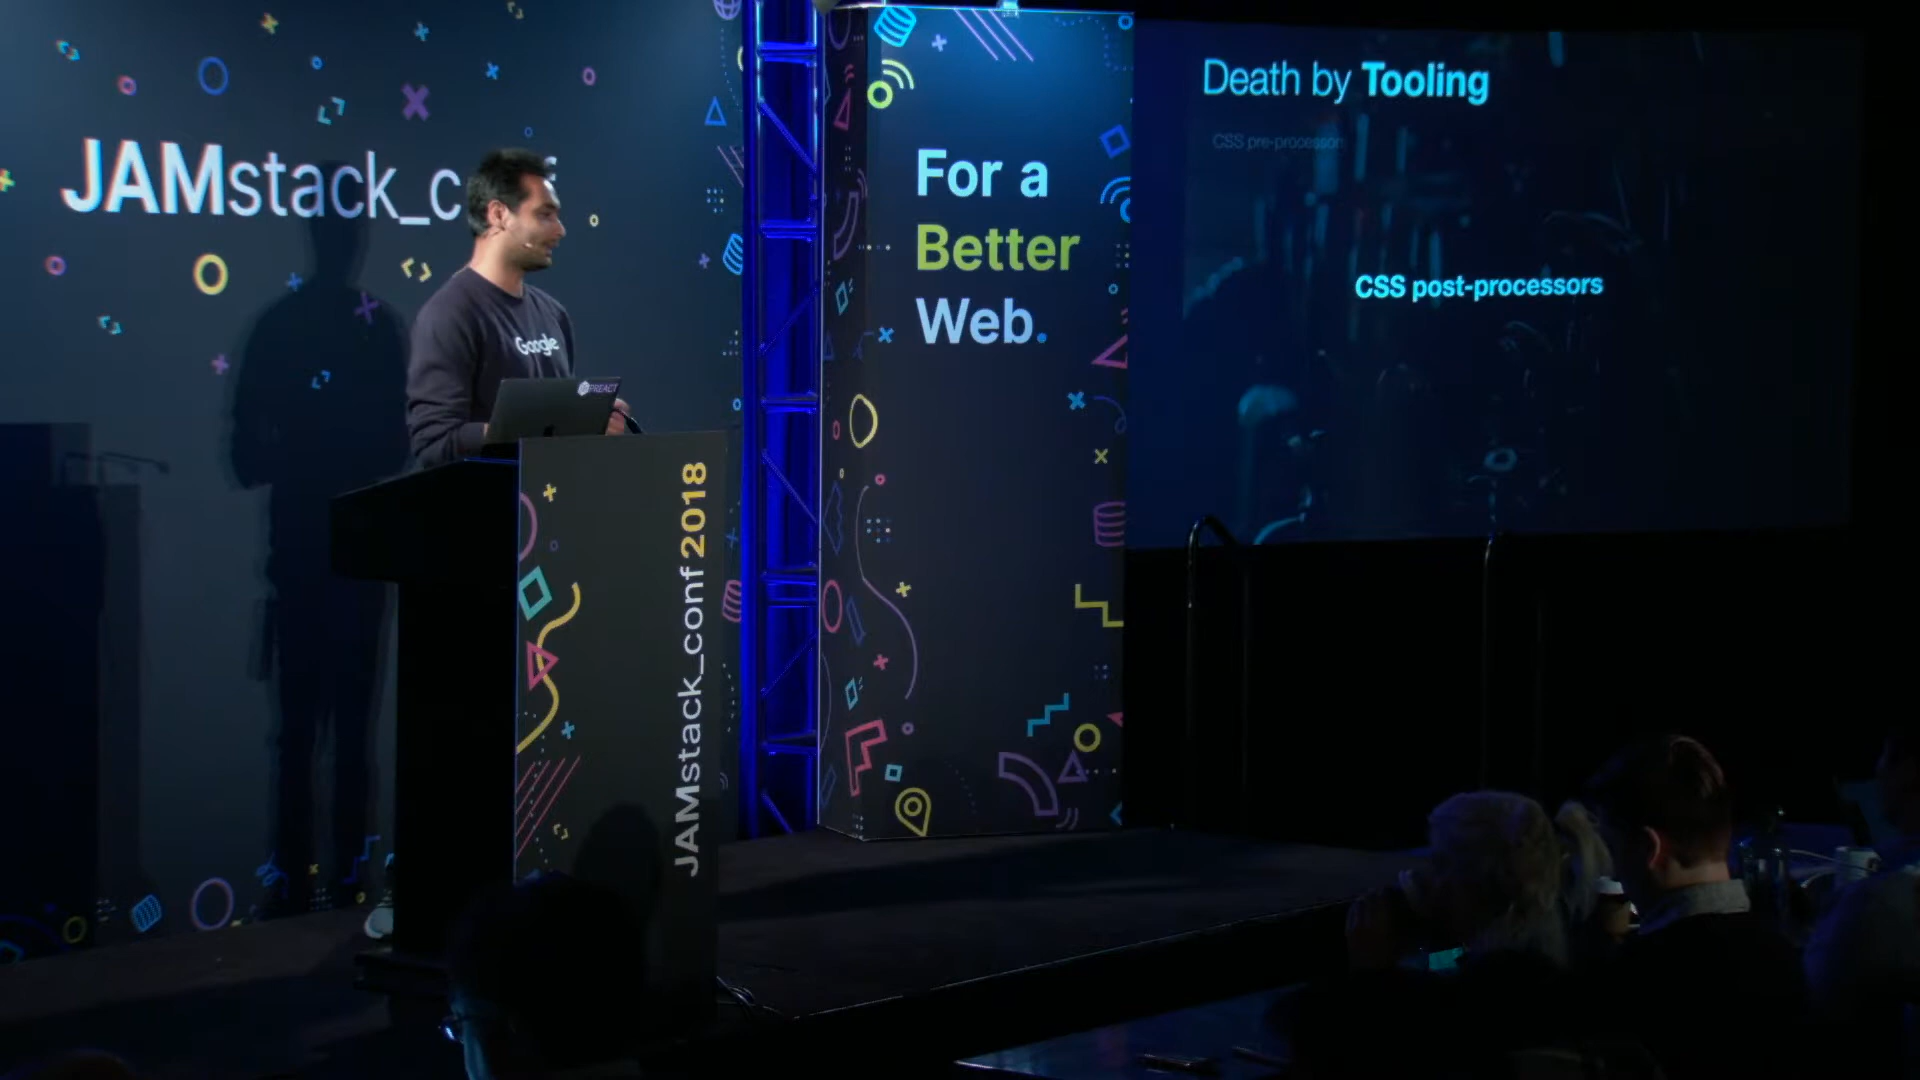 JAMstack_c
Google
PREACT
JAMstack_conf 2018
For a
Better
Web.
Death by Tooling
CSS pre-processors
CSS post-processors